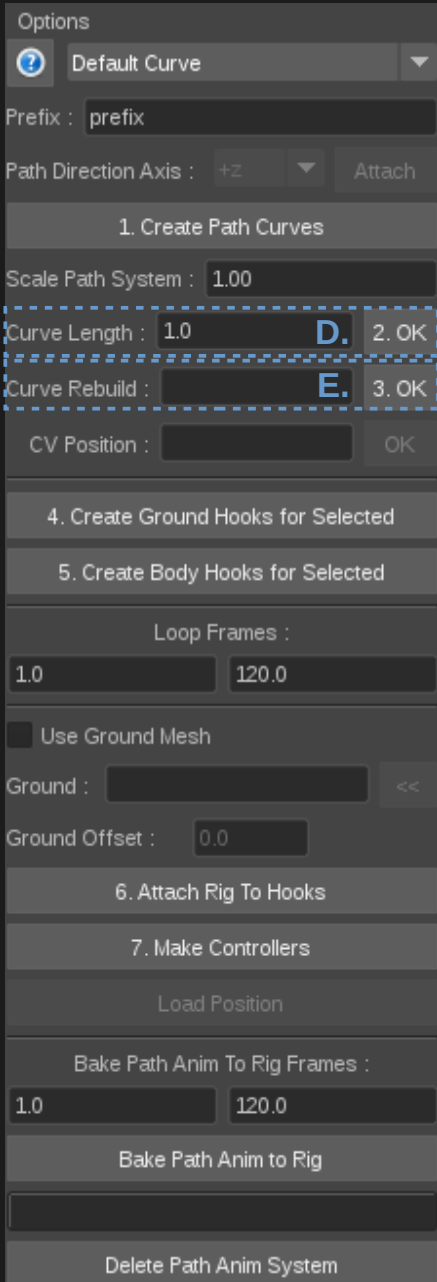 Options
? Default Curve
Prefix : prefix
Path Direction Axis : +z Attach
1. Create Path Curves
Scale Path System : 1.00
Curve Length : 1.0 D. 2. OK
Curve Rebuild : E. 3. OK
CV Position : OK
4. Create Ground Hooks for Selected
5. Create Body Hooks for Selected
Loop Frames :
1.0 120.0
Use Ground Mesh
Ground : <<
Ground Offset : 0.0
6. Attach Rig To Hooks
7. Make Controllers
Load Position
Bake Path Anim To Rig Frames :
1.0 120.0
Bake Path Anim to Rig
Delete Path Anim System